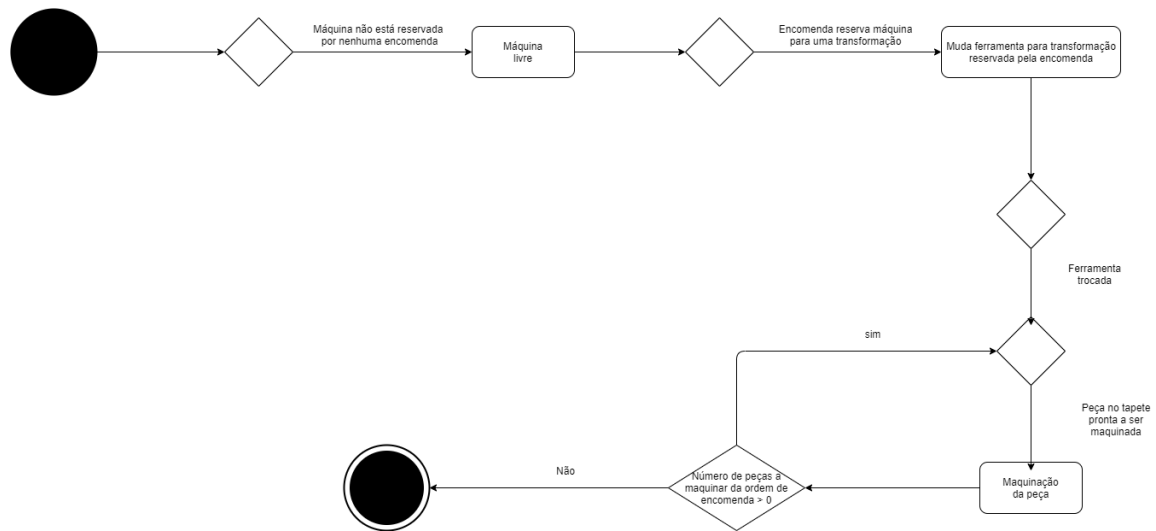 Máquina não está reservada
por nenhuma encomenda
Máquina
livre
Encomenda reserva máquina
para uma transformação
Muda ferramenta para transformação
reservada pela encomenda
Ferramenta
trocada
sim
Peça no tapete
pronta a ser
maquinada
Maquinação
da peça
Número de peças a
maquinar da ordem de
encomenda > 0
Não